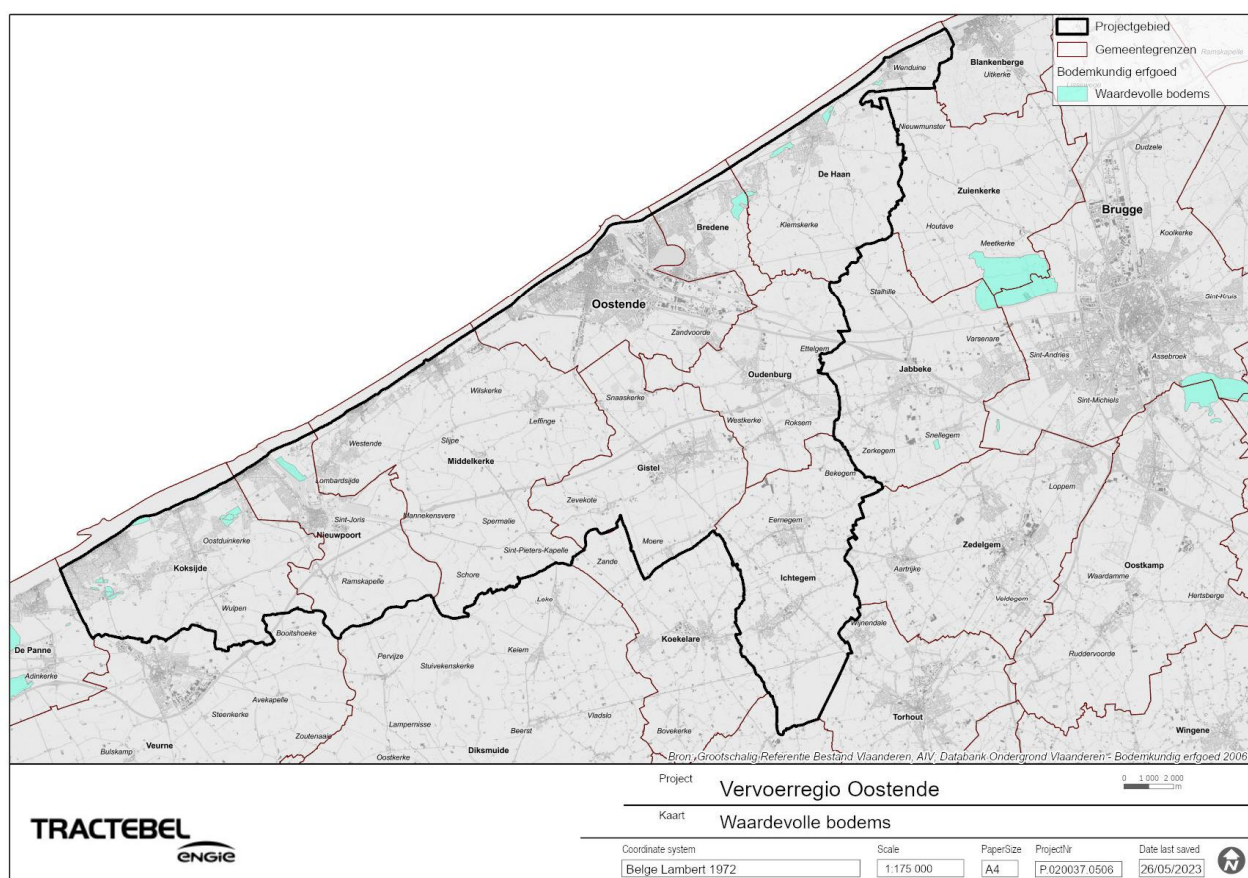 Projectgebied
Gemeentegrenzen
Bodemkundig erfgoed
Waardevolle bodems
Ramskapelle
Wenduine
Blankenberge
Uitkerke
Nieuwmunster
Dudzele
De Haan
Zuienkerke
Brugge
Bredene
Klemskerke
Houtave
Koolkerke
Meetkerke
Stalhille
Sint-Kruis
Oostende
Zandvoorde
Varsenare
Ettelgem
Sint-Andries
Assebroek
Oudenburg
Jabbeke
Wilskerke
Snaaskerke
Sint-Michiels
Leffinge
Westkerke
Roksem
Snellegem
Westende
Slijpe
Zerkegem
Middelkerke
Gistel
Bekegem
Lombardsijde
Loppem
Zevekote
Mannekensvere
Sint-Joris
Spermalie
Eernegem
Nieuwpoort
Oostduinkerke
Moere
Zedelgem
Sint-Pieters-Kapelle
Zande
Koksijde
Aartrijke
Oostkamp
Schore
Ichtegem
Waardamme
Ramskapelle
Hertsberge
Leke
Veldegem
Wulpen
Wijnendale
Booitshoeke
Koekelare
De Panne
Keiem
Pervijze
Ruddervoorde
Stuivekenskerke
Adinkerke
Avekapelle
Steenkerke
Vladslo
Torhout
Lampernisse
Beerst
Bovekerke
Wingene
Zoutenaaie
Veurne
Bulskamp
Diksmuide
Oostkerke
Bron: Grootschalig Referentie Bestand Vlaanderen, AIV, Databank Ondergrond Vlaanderen - Bodemkundig erfgoed 2006
Project
Vervoerregio Oostende
0 1 000 2 000
m
Kaart
Waardevolle bodems
TRACTEBEL
ENGIE
Coordinate system
Scale
PaperSize
ProjectNr
Date last saved
Belge Lambert 1972
1:175 000
A4
P.020037.0506
26/05/2023
N